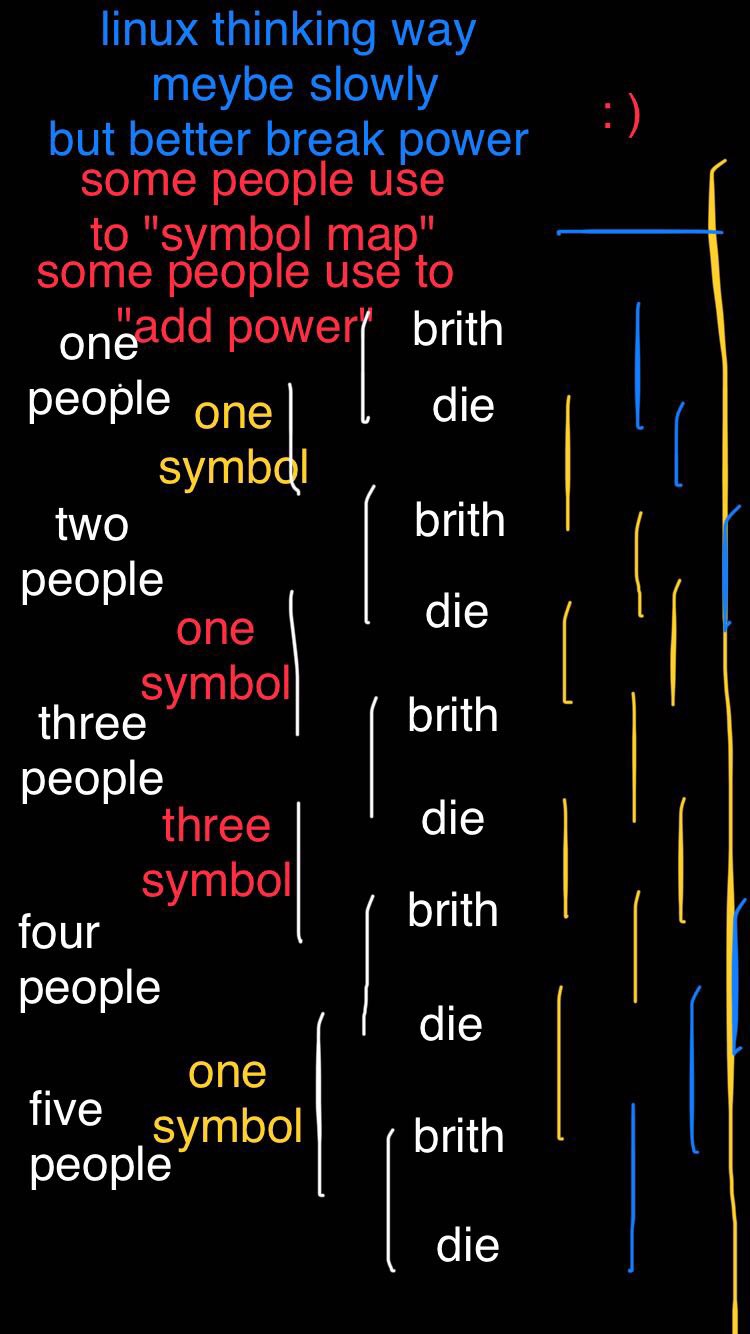 linux thinking way
meybe slowly
but better break power
: )
some people use
to "symbol map"
some people use to
"add power"
one
people
brith
die
one
symbol
two
people
brith
die
one
symbol
three
people
brith
die
three
symbol
four
people
brith
die
one
symbol
five
people
brith
die